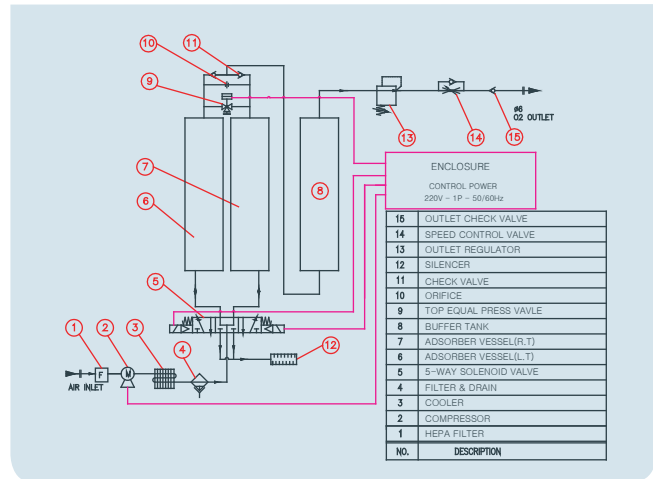 10
11
9
7
6
8
5
1
2
3
4
12
13
14
15
F
M
AIR INLET
ø6
O2 OUTLET
ENCLOSURE
CONTROL POWER
220V - 1P - 50/60Hz
15 OUTLET CHECK VALVE
14 SPEED CONTROL VALVE
13 OUTLET REGULATOR
12 SILENCER
11 CHECK VALVE
10 ORIFICE
9 TOP EQUAL PRESS VAVLE
8 BUFFER TANK
7 ADSORBER VESSEL(R.T)
6 ADSORBER VESSEL(L.T)
5 5-WAY SOLENOID VALVE
4 FILTER & DRAIN
3 COOLER
2 COMPRESSOR
1 HEPA FILTER
NO. DESCRIPTION